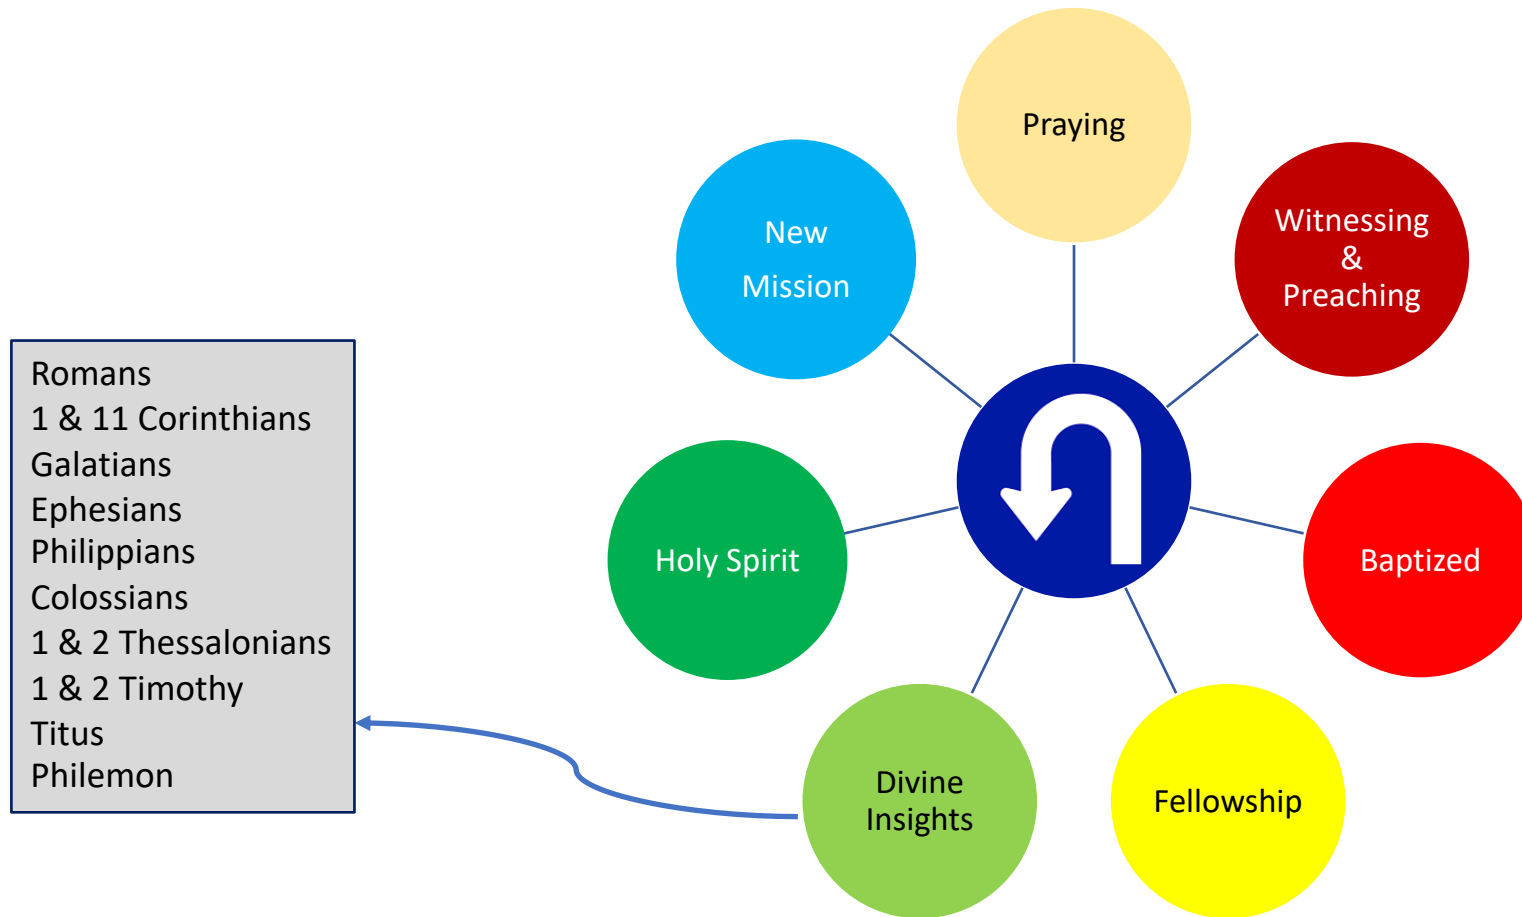 Praying
Witnessing
&
Preaching
Baptized
Fellowship
Divine
Insights
Holy Spirit
New
Mission
Romans
1 & 11 Corinthians
Galatians
Ephesians
Philippians
Colossians
1 & 2 Thessalonians
1 & 2 Timothy
Titus
Philemon